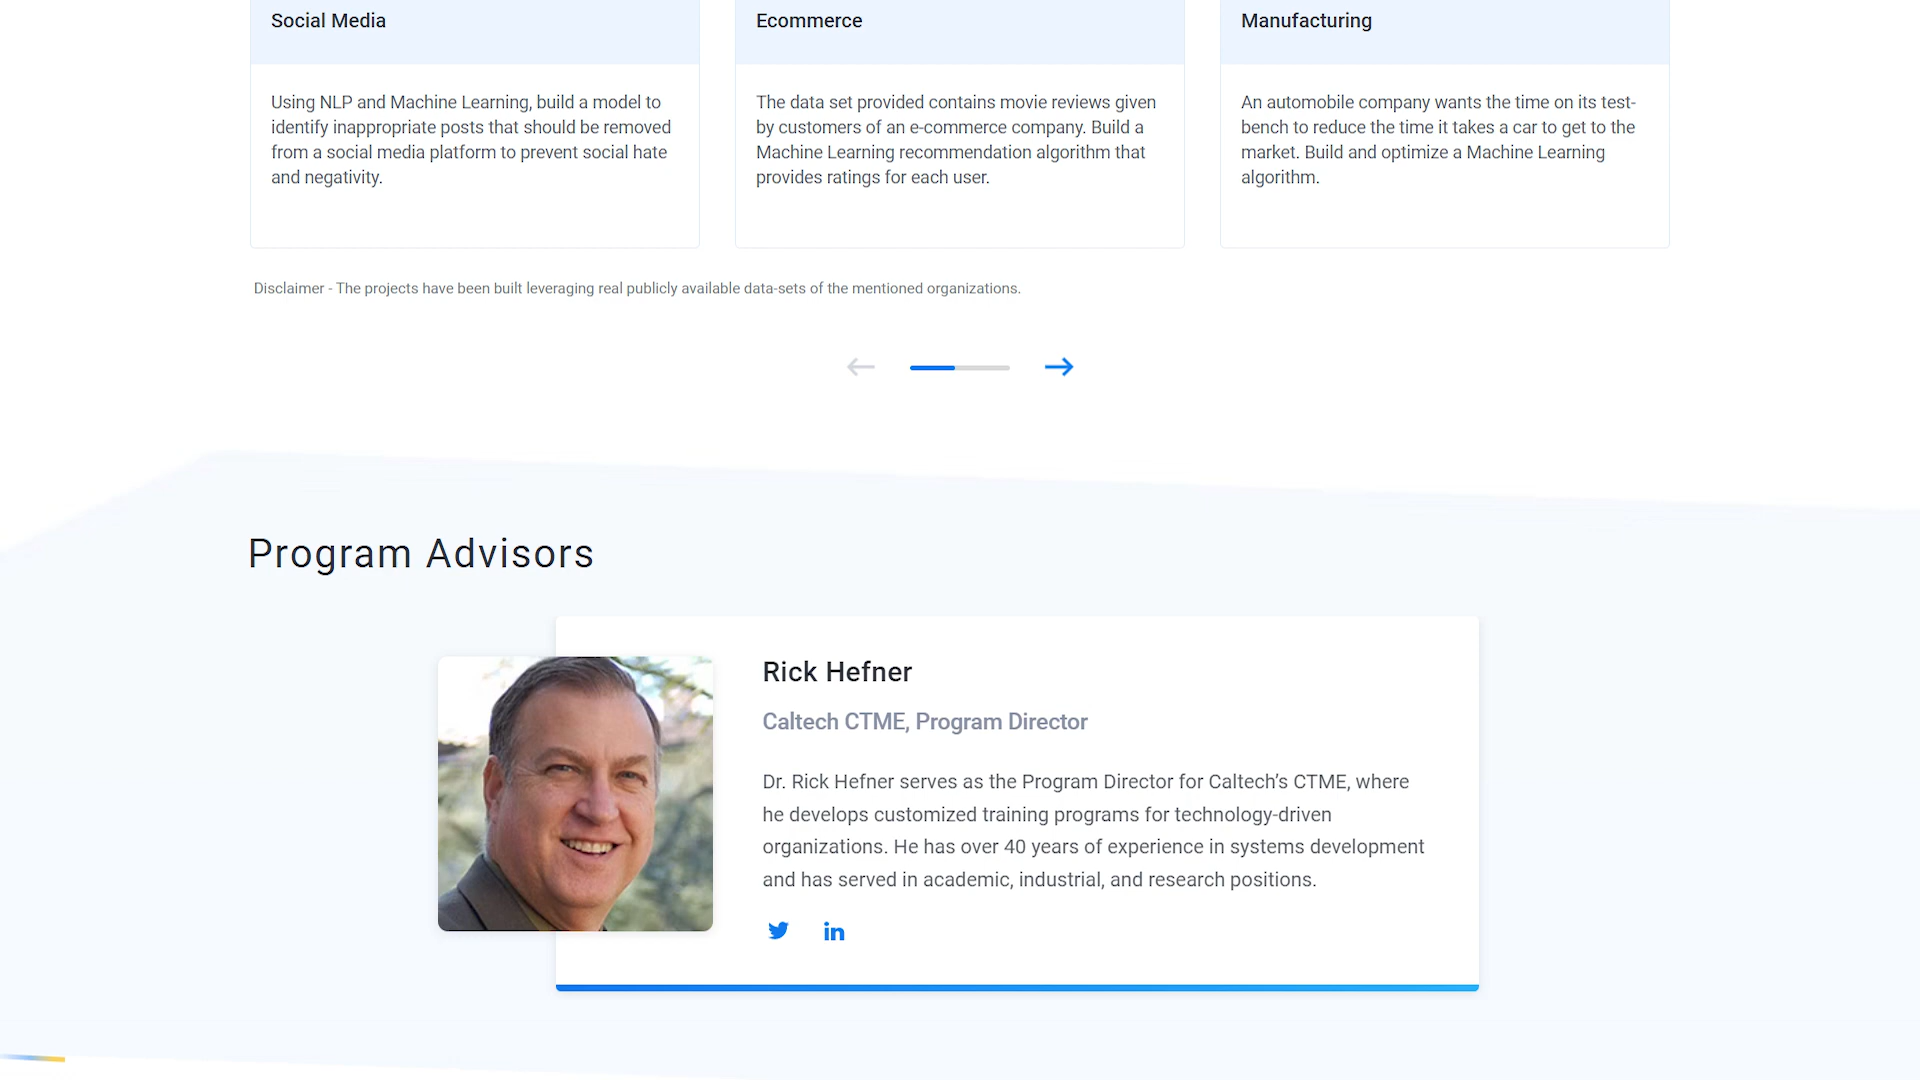 Social Media
Using NLP and Machine Learning, build a model to
identify inappropriate posts that should be removed
from a social media platform to prevent social hate
and negativity.
Ecommerce
The data set provided contains movie reviews given
by customers of an e-commerce company. Build a
Machine Learning recommendation algorithm that
provides ratings for each user.
Manufacturing
An automobile company wants the time on its test-
bench to reduce the time it takes a car to get to the
market. Build and optimize a Machine Learning
algorithm.
Disclaimer - The projects have been built leveraging real publicly available data-sets of the mentioned organizations.
Program Advisors
Rick Hefner
Caltech CTME, Program Director
Dr. Rick Hefner serves as the Program Director for Caltech’s CTME, where
he develops customized training programs for technology-driven
organizations. He has over 40 years of experience in systems development
and has served in academic, industrial, and research positions.
in